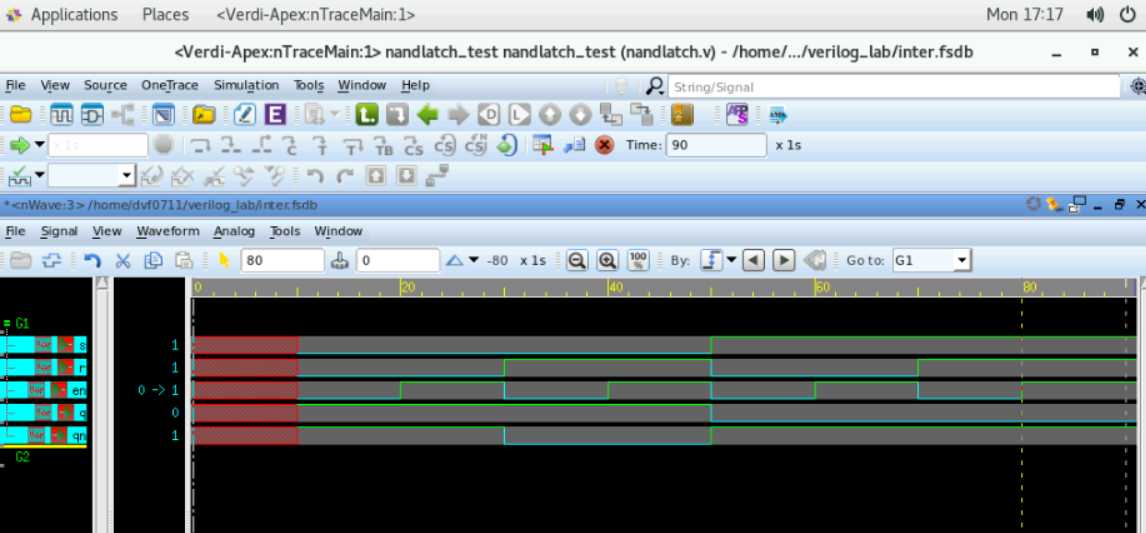 Applications Places <Verdi-Apex:nTraceMain:1> Mon 17:17
<Verdi-Apex:nTraceMain:1> nandlatch_test nandlatch_test (nandlatch.v) - /home/.../verilog_lab/inter.fsdb
File View Source OneTrace Simulation Tools Window Help String/Signal
x 1s Time: 90 x 1s
*<nWave:3> /home/dvf0711/verilog_lab/inter.fsdb
File Signal View Waveform Analog Tools Window
80 0 -80 x 1s 100 % By: Go to: G1
0 20 40 60 80
= G1
s 1
r 1
en 0 -> 1
q 0
qn 1
G2